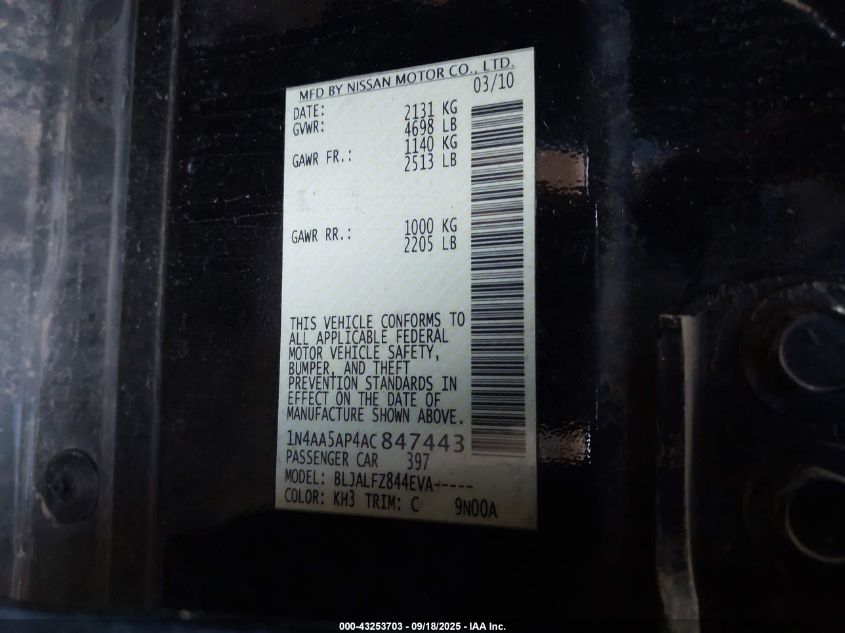 MFD BY NISSAN MOTOR CO., LTD.
03/10
DATE: 2131 KG
GVWR: 4698 LB
1140 KG
GAWR FR.: 2513 LB
1000 KG
GAWR RR.: 2205 LB
THIS VEHICLE CONFORMS TO
ALL APPLICABLE FEDERAL
MOTOR VEHICLE SAFETY,
BUMPER, AND THEFT
PREVENTION STANDARDS IN
EFFECT ON THE DATE OF
MANUFACTURE SHOWN ABOVE.
1N4AA5AP4AC847443
PASSENGER CAR 397
MODEL: BLJALFZ844EVA-----
COLOR: KH3 TRIM: C 9N00A
000-43253703 - 09/18/2025 - IAA Inc.